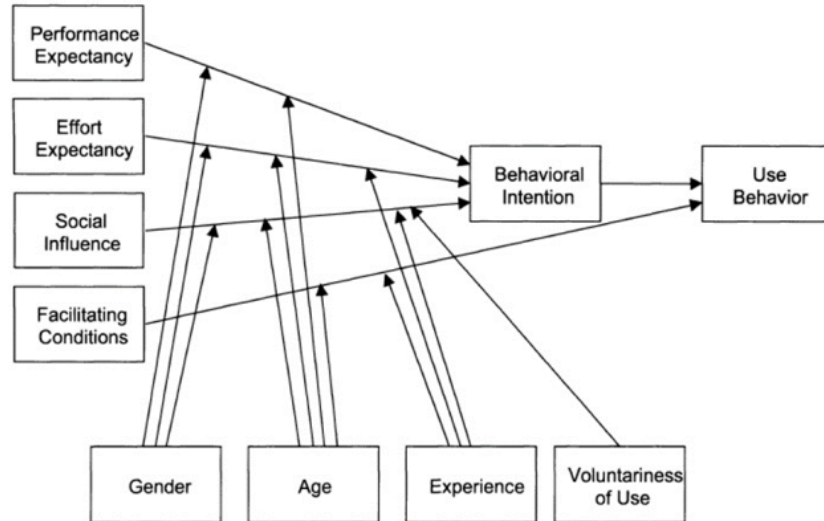 Performance
Expectancy
Effort
Expectancy
Social
Influence
Facilitating
Conditions
Behavioral
Intention
Use
Behavior
Gender
Age
Experience
Voluntariness
of Use